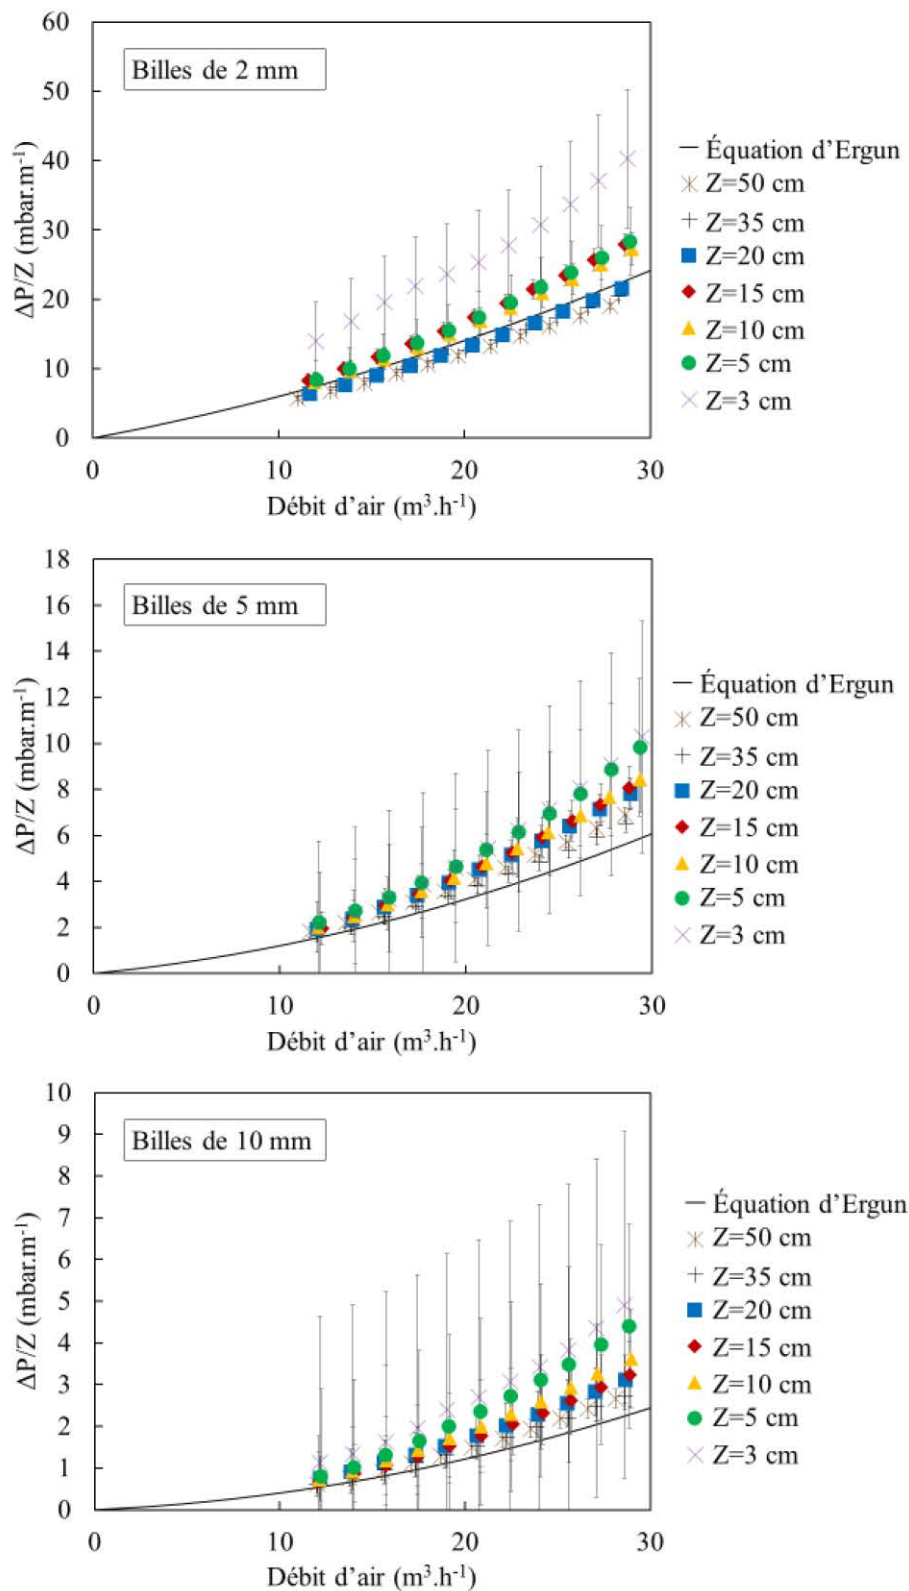 60
50
40
30
20
10
0
ΔP/Z (mbar.m⁻¹)
Billes de 2 mm
0 10 20 30
Débit d’air (m³.h⁻¹)
Équation d’Ergun
Z=50 cm
Z=35 cm
Z=20 cm
Z=15 cm
Z=10 cm
Z=5 cm
Z=3 cm
18
16
14
12
10
8
6
4
2
0
ΔP/Z (mbar.m⁻¹)
Billes de 5 mm
0 10 20 30
Débit d’air (m³.h⁻¹)
Équation d’Ergun
Z=50 cm
Z=35 cm
Z=20 cm
Z=15 cm
Z=10 cm
Z=5 cm
Z=3 cm
10
9
8
7
6
5
4
3
2
1
0
ΔP/Z (mbar.m⁻¹)
Billes de 10 mm
0 10 20 30
Débit d’air (m³.h⁻¹)
Équation d’Ergun
Z=50 cm
Z=35 cm
Z=20 cm
Z=15 cm
Z=10 cm
Z=5 cm
Z=3 cm